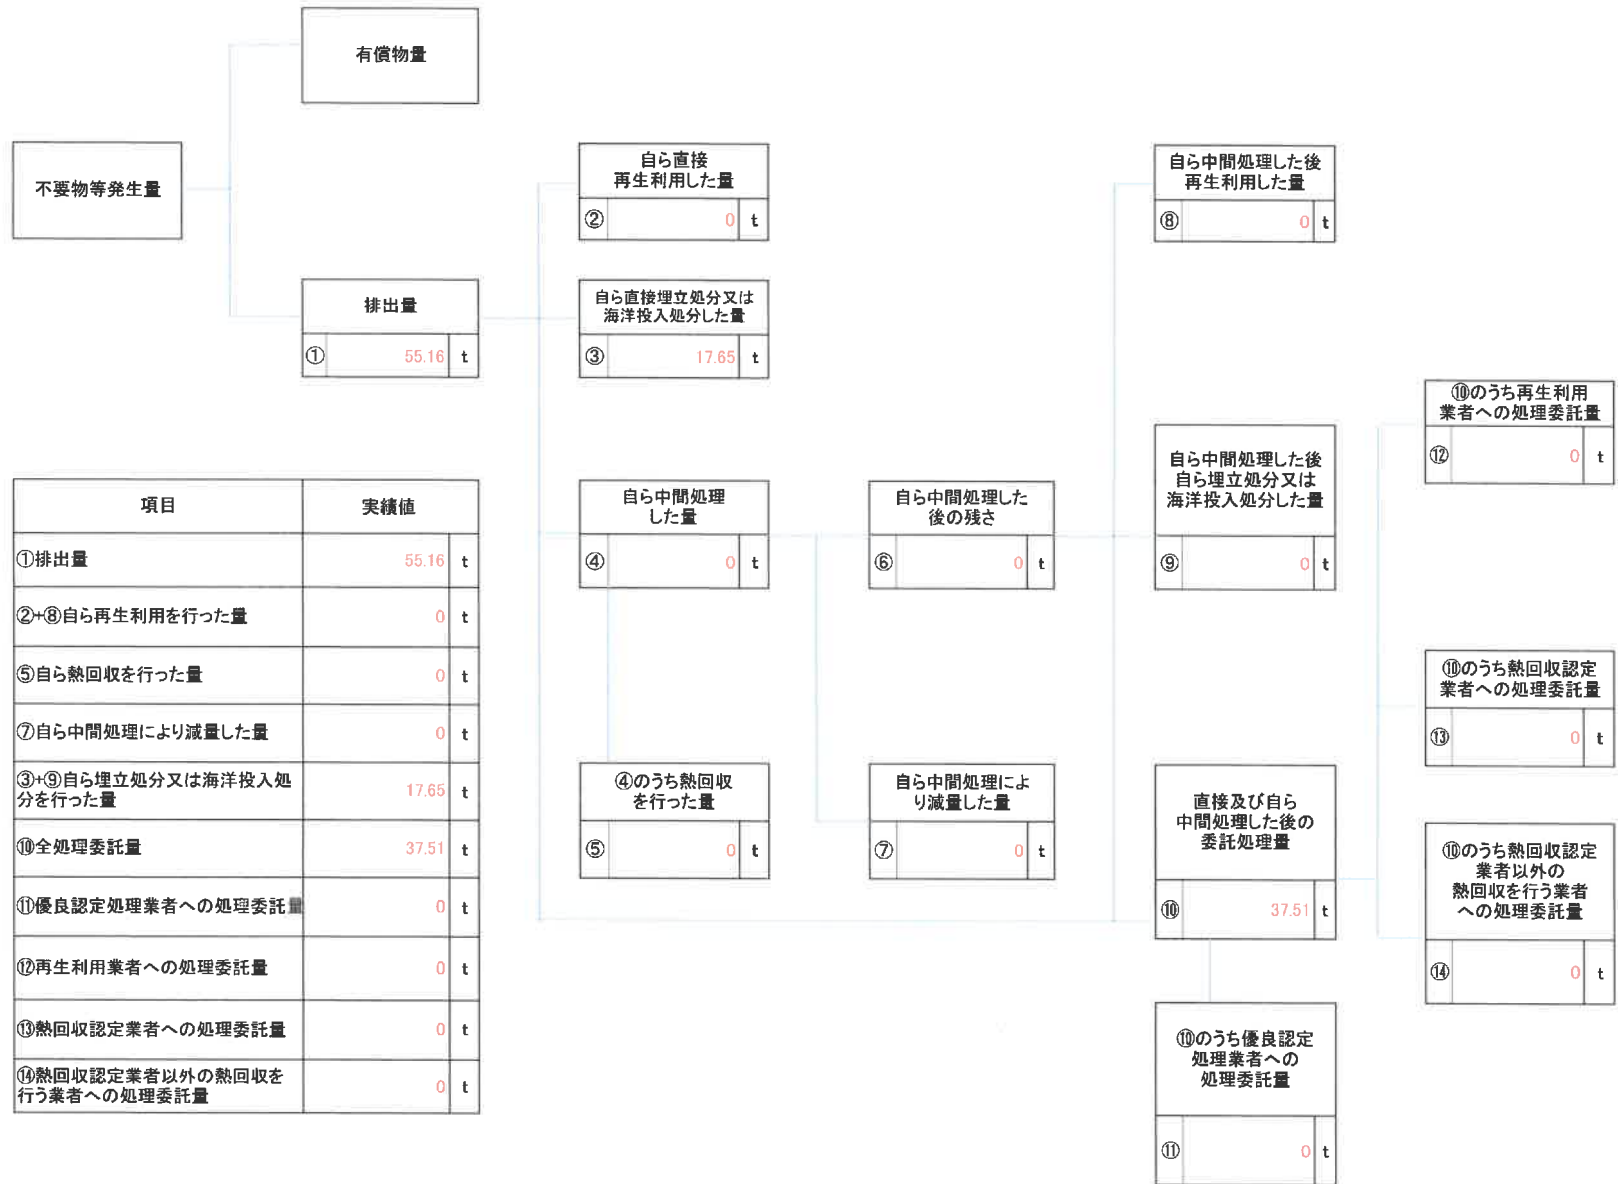 有償物量
不要物等発生量
排出量
① 55.16 t
自ら直接
再生利用した量
② 0 t
自ら直接埋立処分又は
海洋投入処分した量
③ 17.65 t
自ら中間処理
した量
④ 0 t
④のうち熱回収
を行った量
⑤ 0 t
自ら中間処理した
後の残さ
⑥ 0 t
自ら中間処理によ
り減量した量
⑦ 0 t
自ら中間処理した後
再生利用した量
⑧ 0 t
自ら中間処理した後
自ら埋立処分又は
海洋投入処分した量
⑨ 0 t
直接及び自ら
中間処理した後の
委託処理量
⑩ 37.51 t
⑩のうち優良認定
処理業者への
処理委託量
⑪ 0 t
⑩のうち再生利用
業者への処理委託量
⑫ 0 t
⑩のうち熱回収認定
業者への処理委託量
⑬ 0 t
⑩のうち熱回収認定
業者以外の
熱回収を行う業者
への処理委託量
⑭ 0 t
項目 実績値
①排出量 55.16 t
②+⑧自ら再生利用を行った量 0 t
⑤自ら熱回収を行った量 0 t
⑦自ら中間処理により減量した量 0 t
③+⑨自ら埋立処分又は海洋投入処
分を行った量 17.65 t
⑩全処理委託量 37.51 t
⑪優良認定処理業者への処理委託量 0 t
⑫再生利用業者への処理委託量 0 t
⑬熱回収認定業者への処理委託量 0 t
⑭熱回収認定業者以外の熱回収を
行う業者への処理委託量 0 t